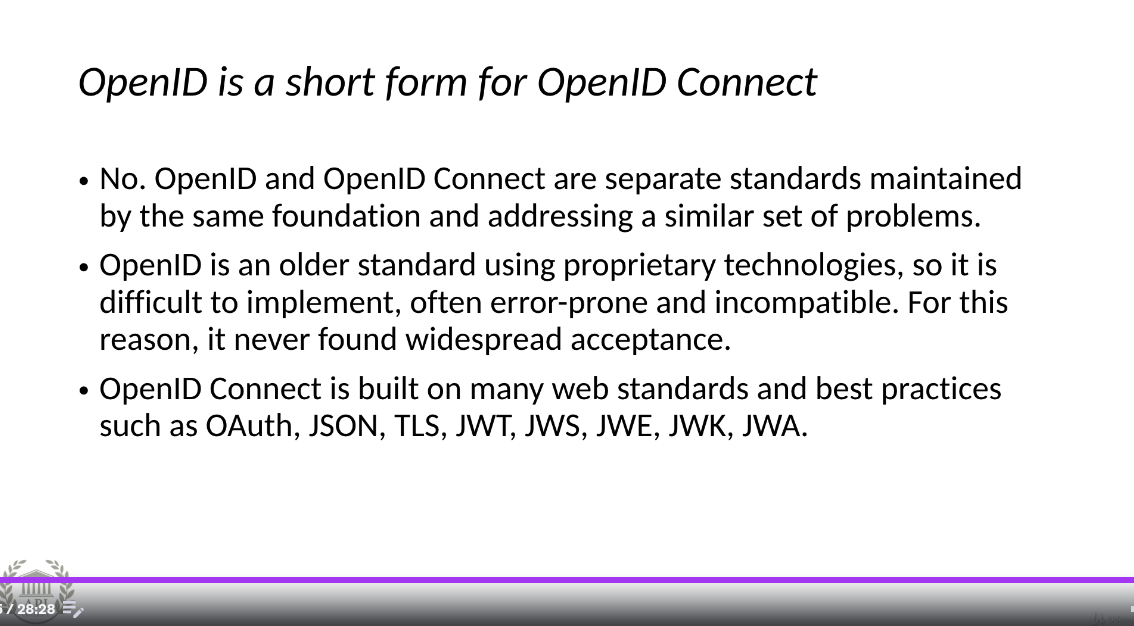 OpenID is a short form for OpenID Connect
• No. OpenID and OpenID Connect are separate standards maintained
by the same foundation and addressing a similar set of problems.
• OpenID is an older standard using proprietary technologies, so it is
difficult to implement, often error-prone and incompatible. For this
reason, it never found widespread acceptance.
• OpenID Connect is built on many web standards and best practices
such as OAuth, JSON, TLS, JWT, JWS, JWE, JWK, JWA.
API
/ 28:28